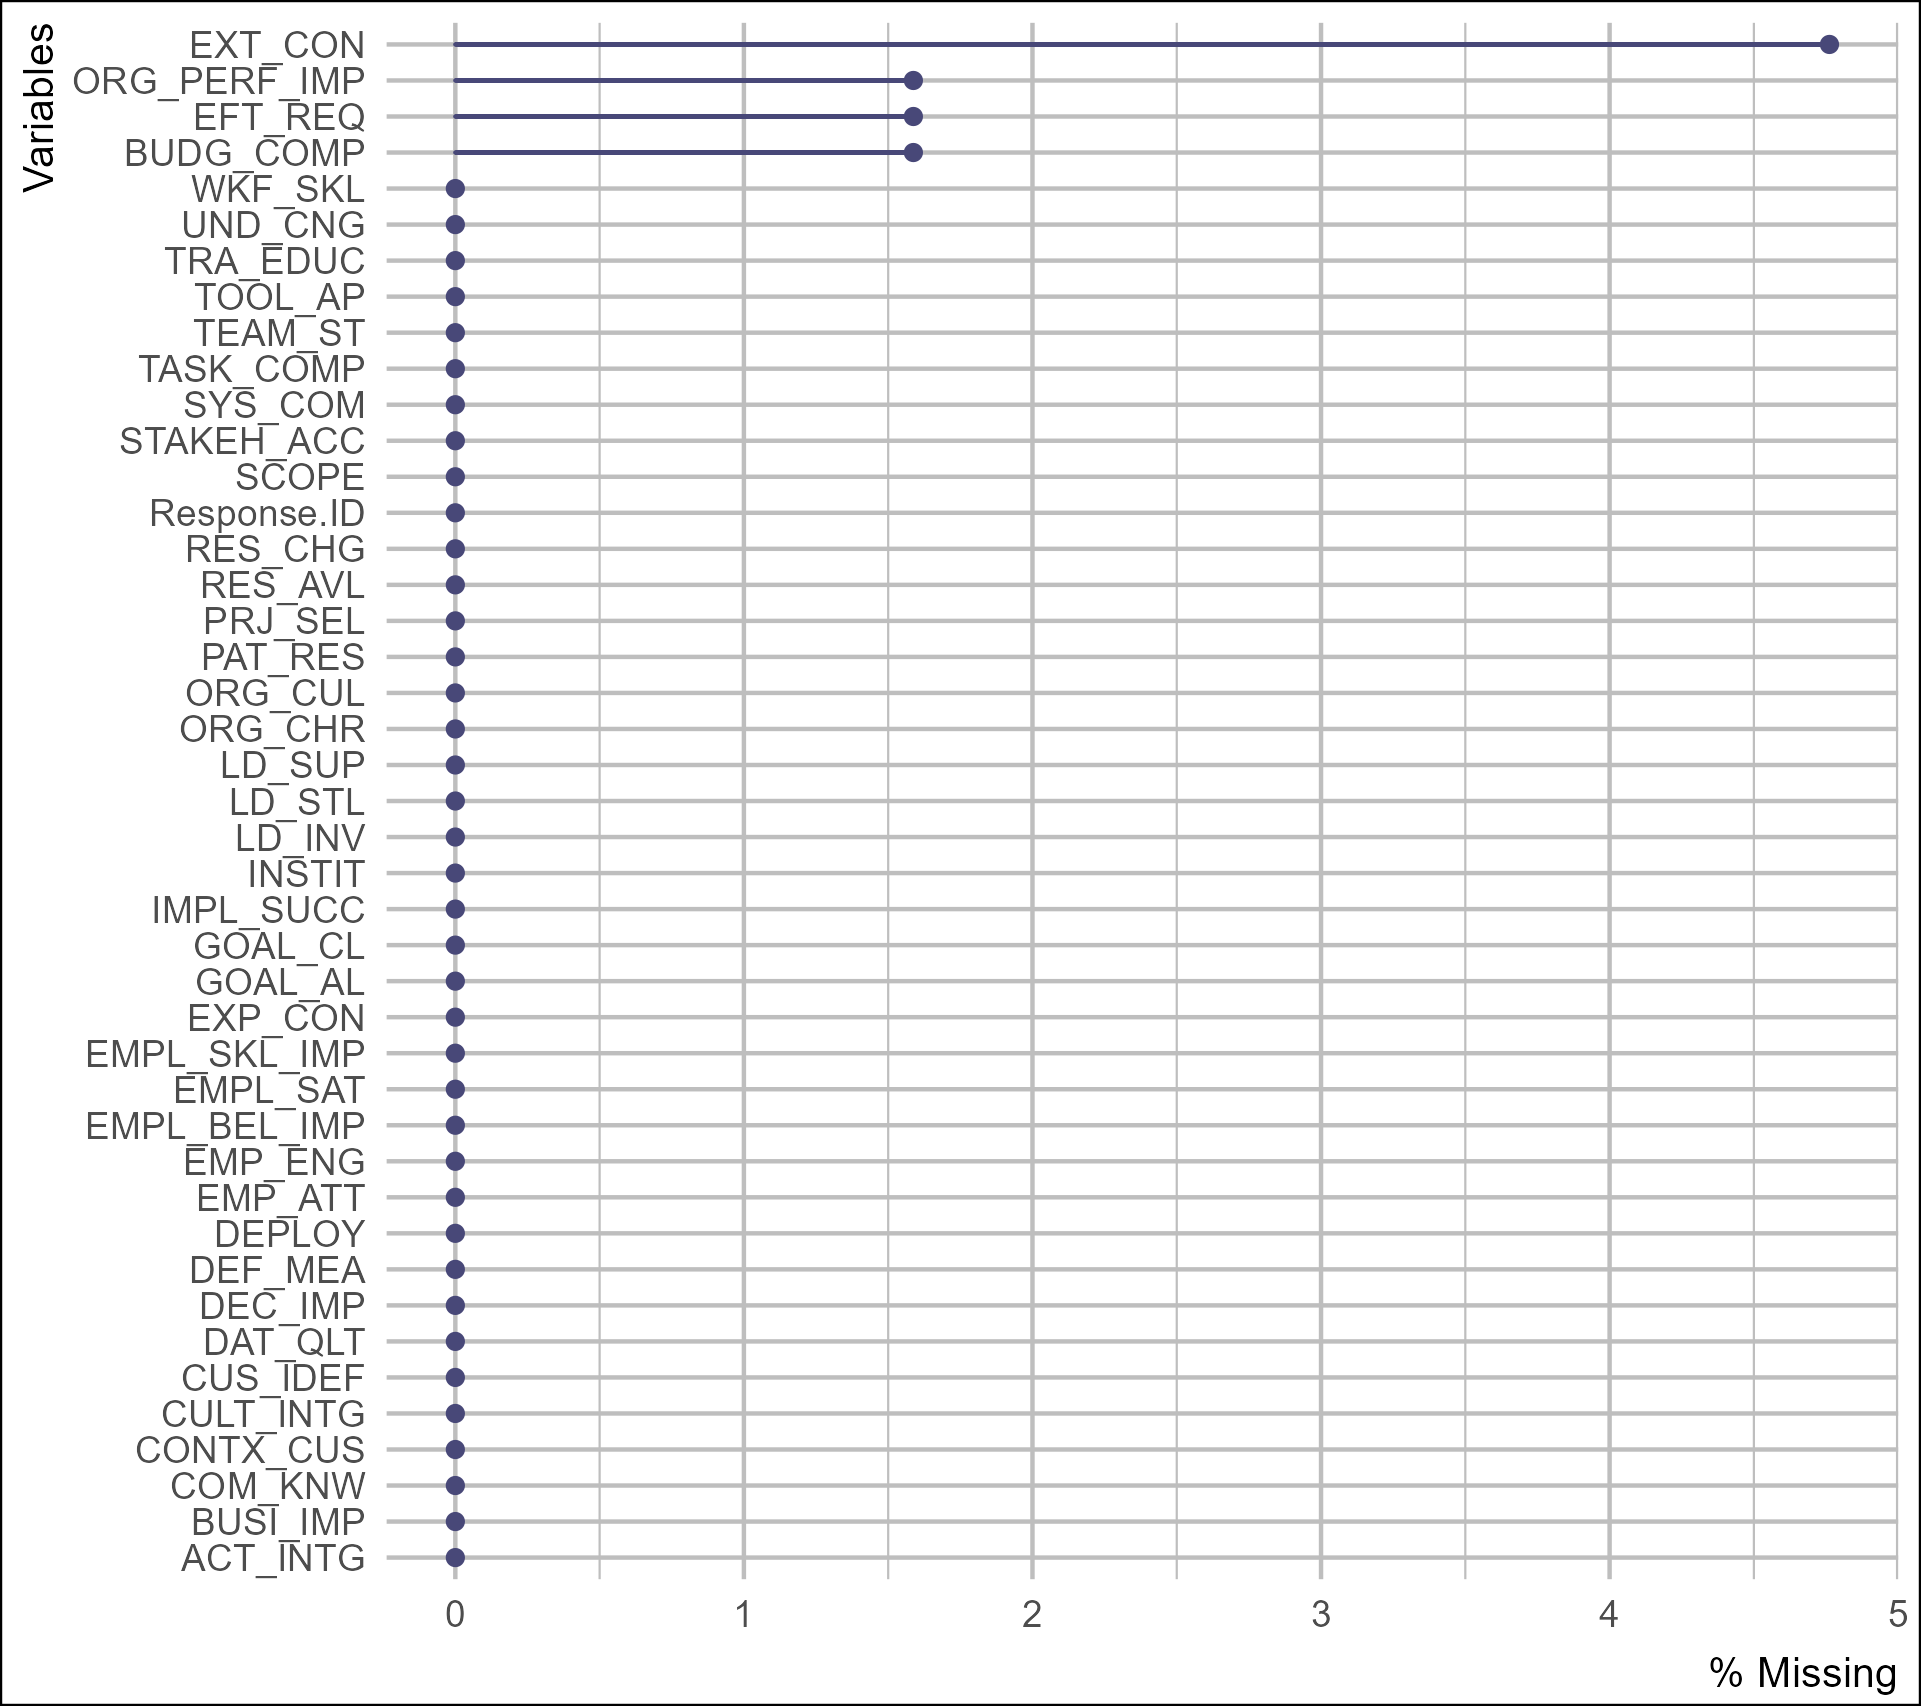 Variables
EXT_CON
ORG_PERF_IMP
EFT_REQ
BUDG_COMP
WKF_SKL
UND_CNG
TRA_EDUC
TOOL_AP
TEAM_ST
TASK_COMP
SYS_COM
STAKEH_ACC
SCOPE
Response.ID
RES_CHG
RES_AVL
PRJ_SEL
PAT_RES
ORG_CUL
ORG_CHR
LD_SUP
LD_STL
LD_INV
INSTIT
IMPL_SUCC
GOAL_CL
GOAL_AL
EXP_CON
EMPL_SKL_IMP
EMPL_SAT
EMPL_BEL_IMP
EMP_ENG
EMP_ATT
DEPLOY
DEF_MEA
DEC_IMP
DAT_QLT
CUS_IDEF
CULT_INTG
CONTX_CUS
COM_KNW
BUSI_IMP
ACT_INTG
0 1 2 3 4 5
% Missing